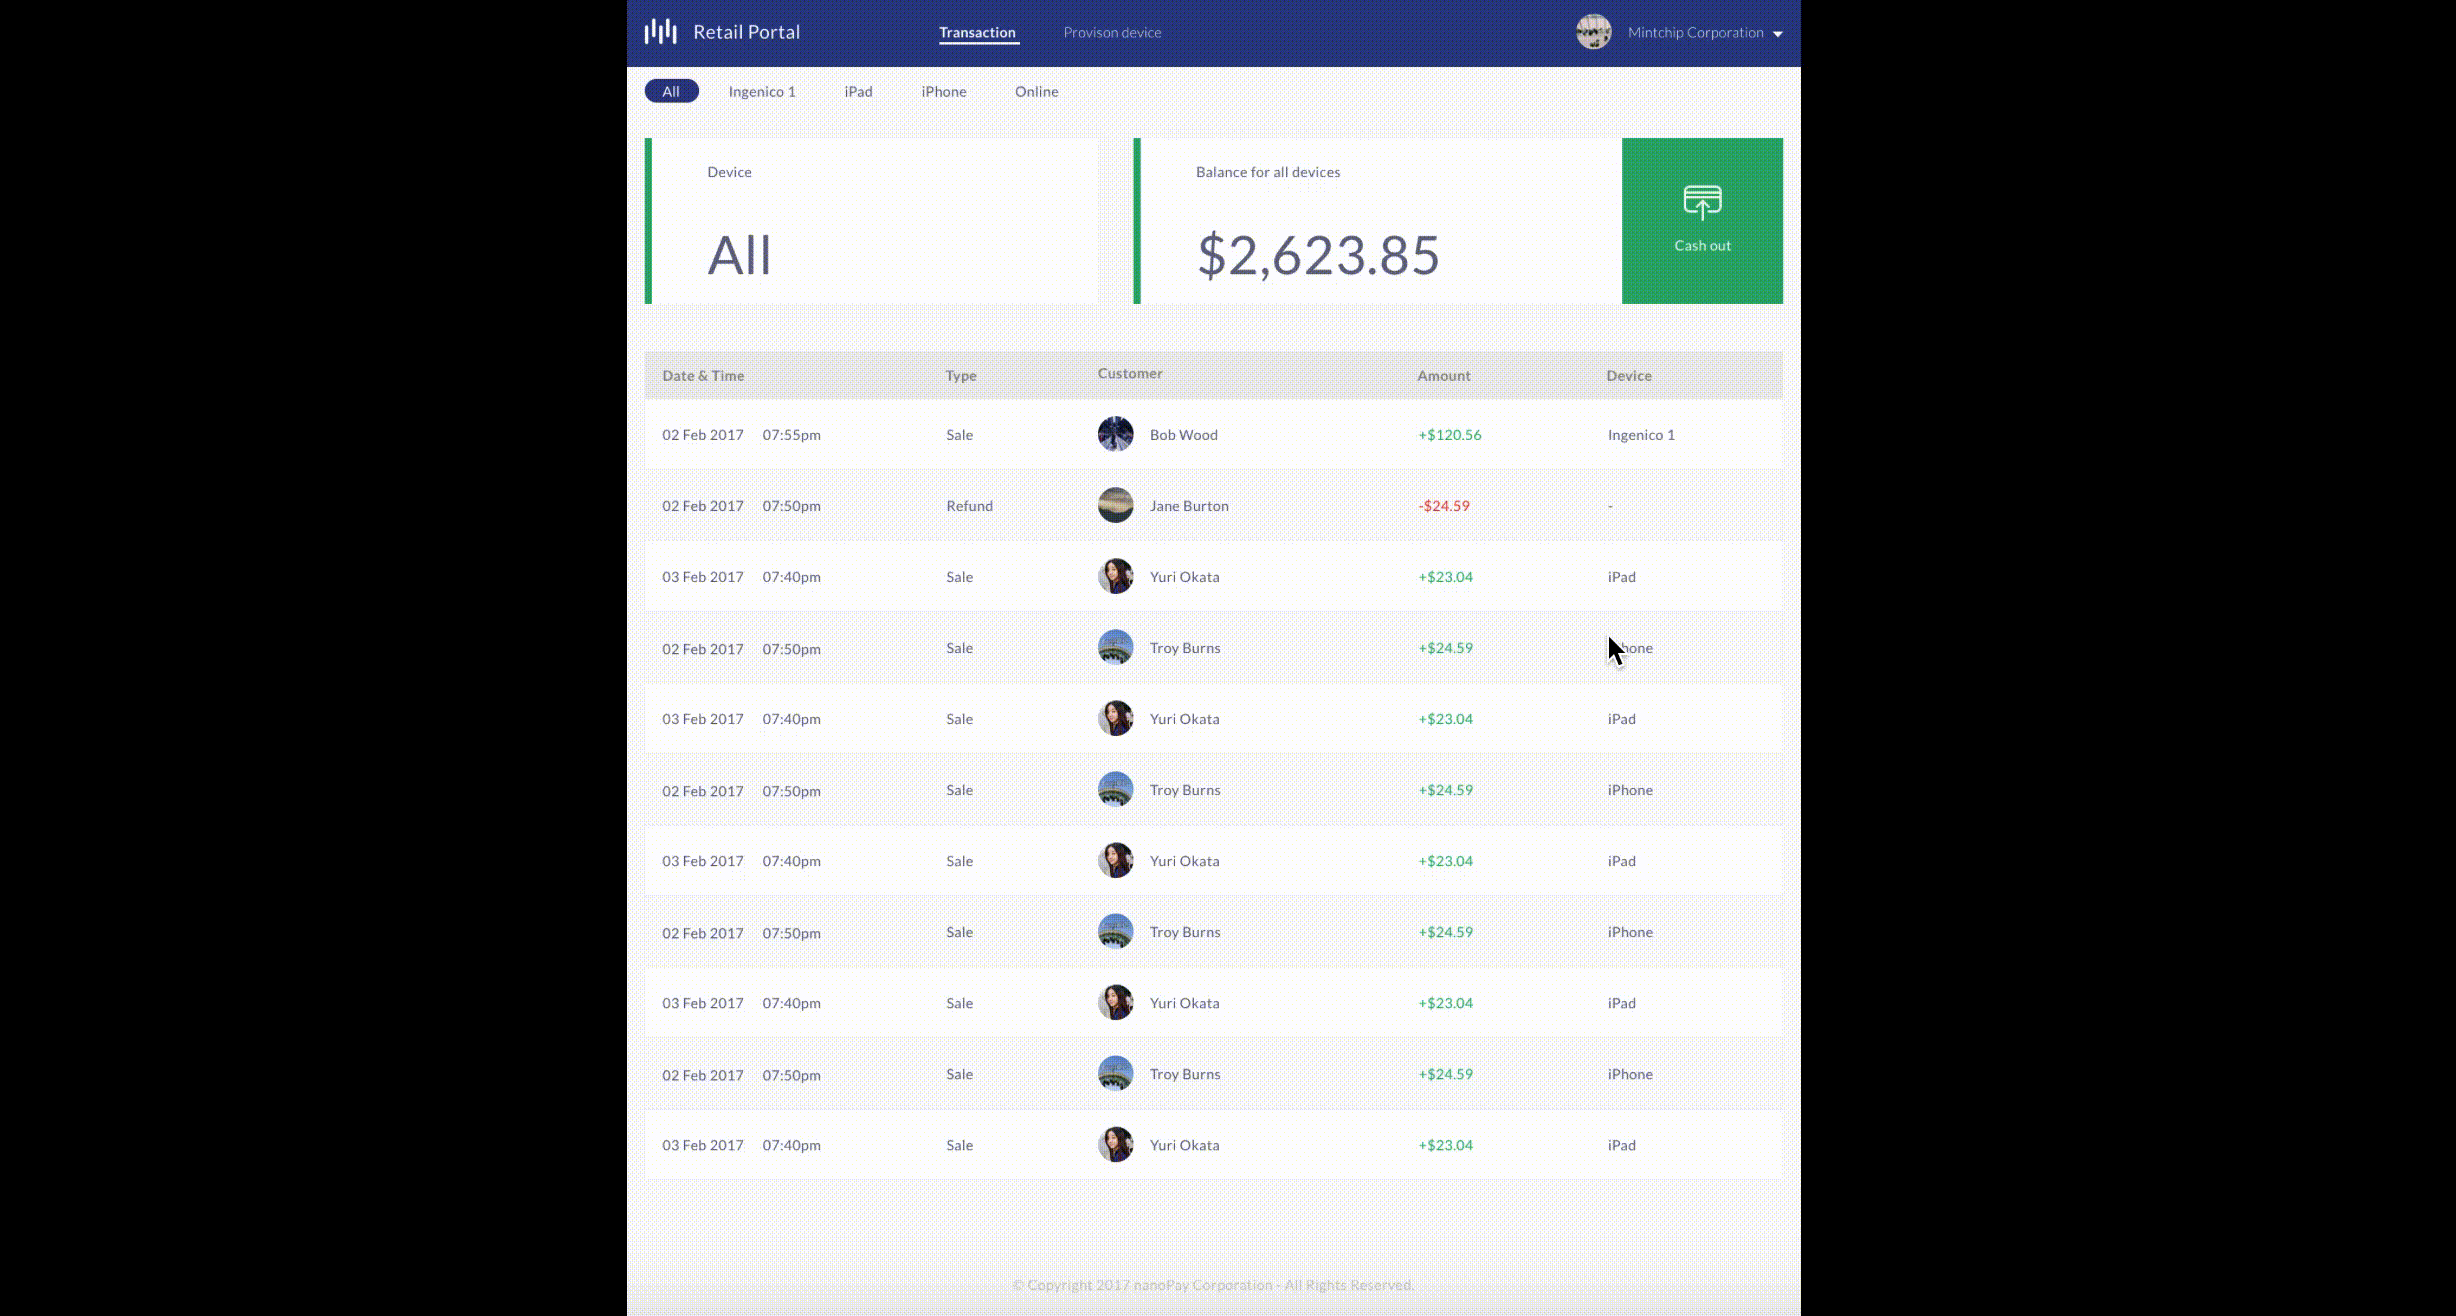 Retail Portal Transaction Provison device Mintchip Corporation
All Ingenico 1 iPad iPhone Online
Device Balance for all devices
All $2,623.85 Cash out
Date & Time Type Customer Amount Device
02 Feb 2017 07:55pm Sale Bob Wood +$120.56 Ingenico 1
02 Feb 2017 07:50pm Refund Jane Burton -$24.59 -
03 Feb 2017 07:40pm Sale Yuri Okata +$23.04 iPad
02 Feb 2017 07:50pm Sale Troy Burns +$24.59
03 Feb 2017 07:40pm Sale Yuri Okata +$23.04 iPad
02 Feb 2017 07:50pm Sale Troy Burns +$24.59 iPhone
03 Feb 2017 07:40pm Sale Yuri Okata +$23.04 iPad
02 Feb 2017 07:50pm Sale Troy Burns +$24.59 iPhone
03 Feb 2017 07:40pm Sale Yuri Okata +$23.04 iPad
02 Feb 2017 07:50pm Sale Troy Burns +$24.59 iPhone
03 Feb 2017 07:40pm Sale Yuri Okata +$23.04 iPad
© Copyright 2017 nanoPay Corporation - All Rights Reserved.